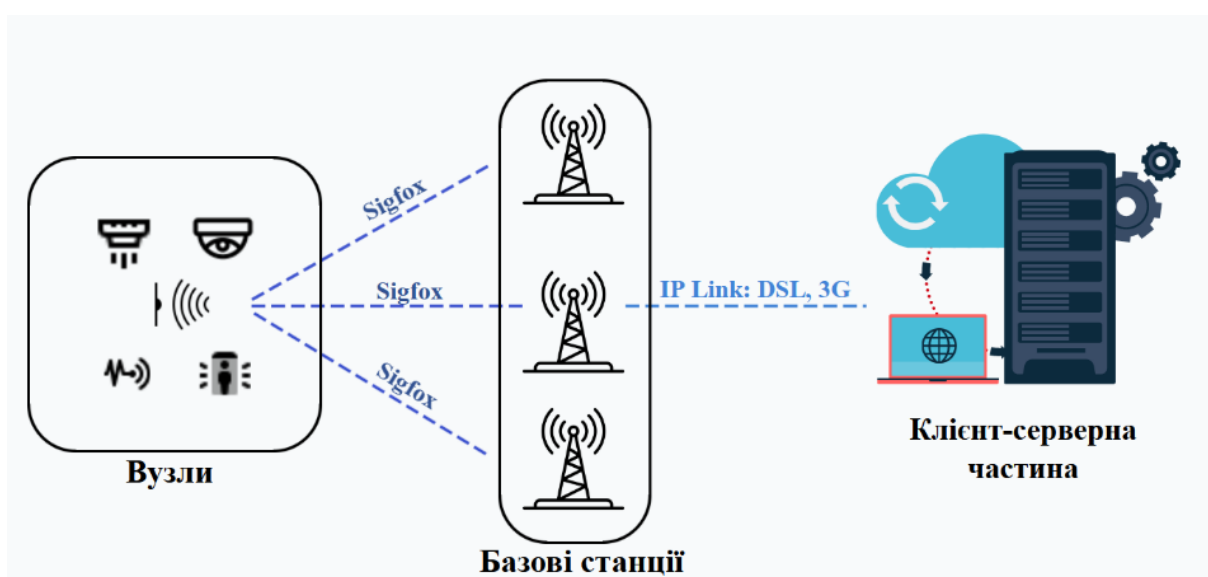 Sigfox
Sigfox
IP Link: DSL, 3G
Sigfox
Вузли
Базові станції
Клієнт-серверна
частина